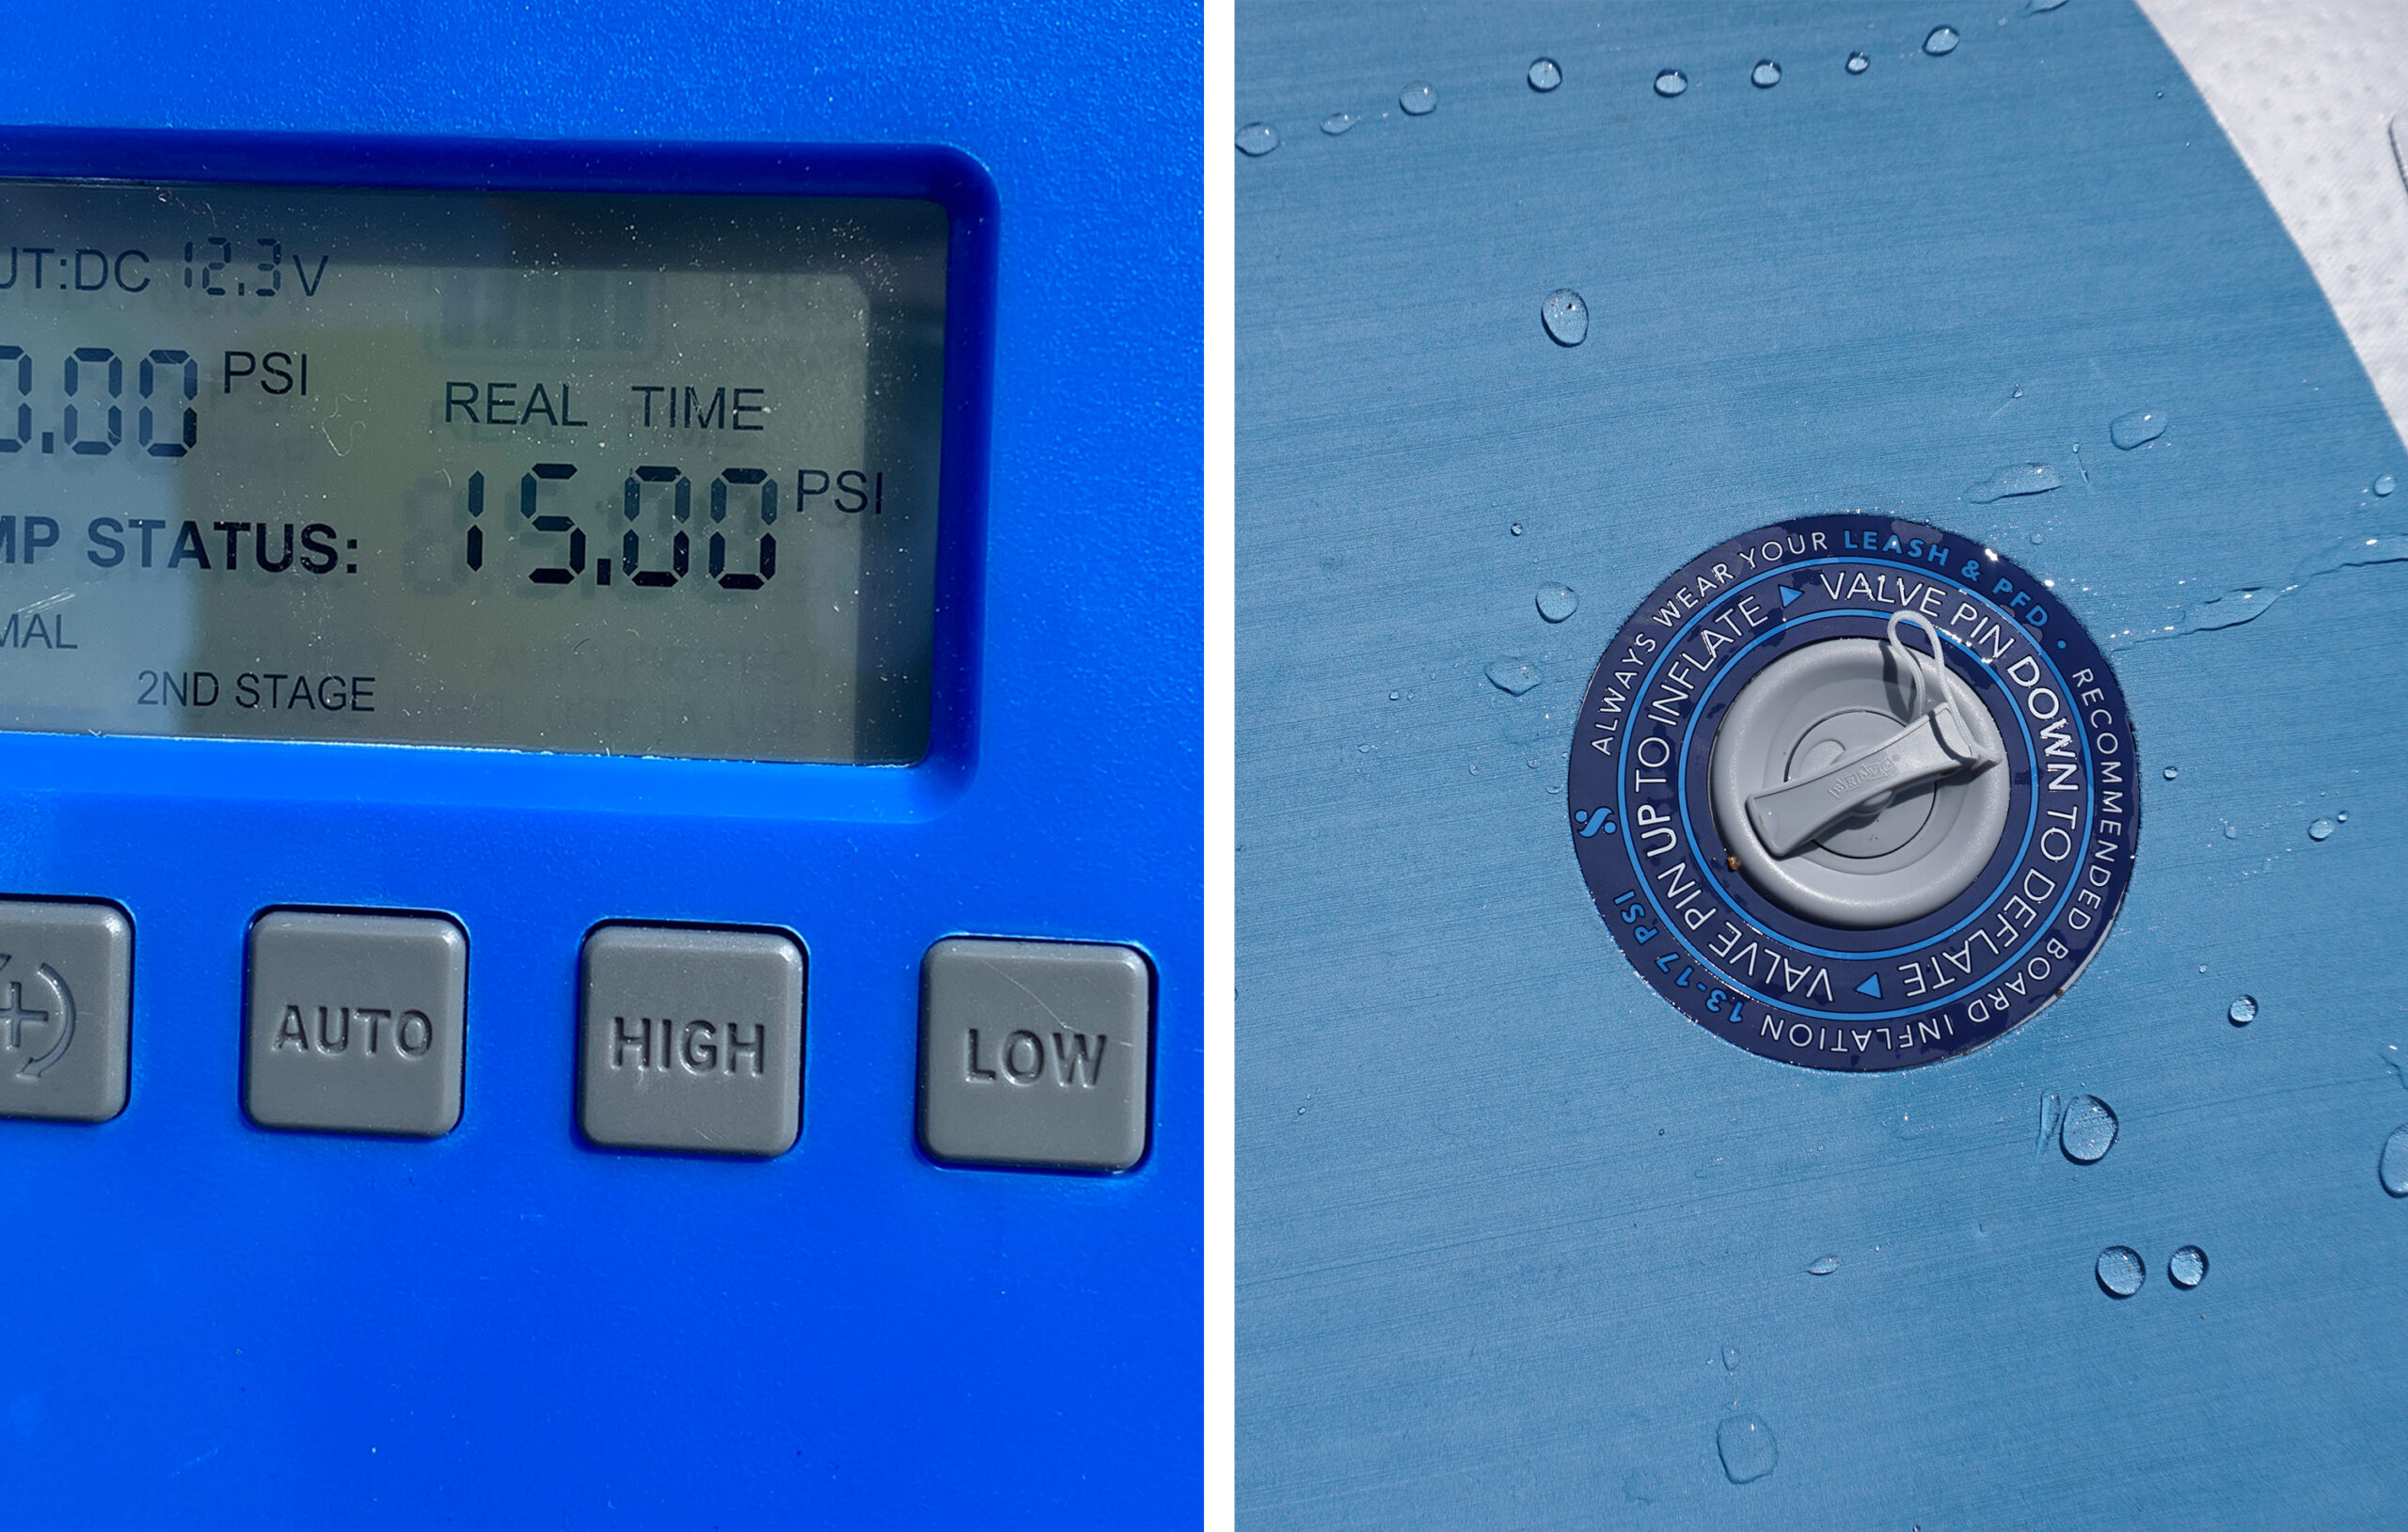 UT:DC 12.3V
0.00 PSI
REAL TIME
15.00 PSI
MP STATUS:
MAL
2ND STAGE
AUTO
HIGH
LOW
ALWAYS WEAR YOUR LEASH & PFD • RECOMMENDED BOARD INFLATION 13-17 PSI
VALVE PIN UP TO INFLATE ▶ VALVE PIN DOWN TO DEFLATE ▶